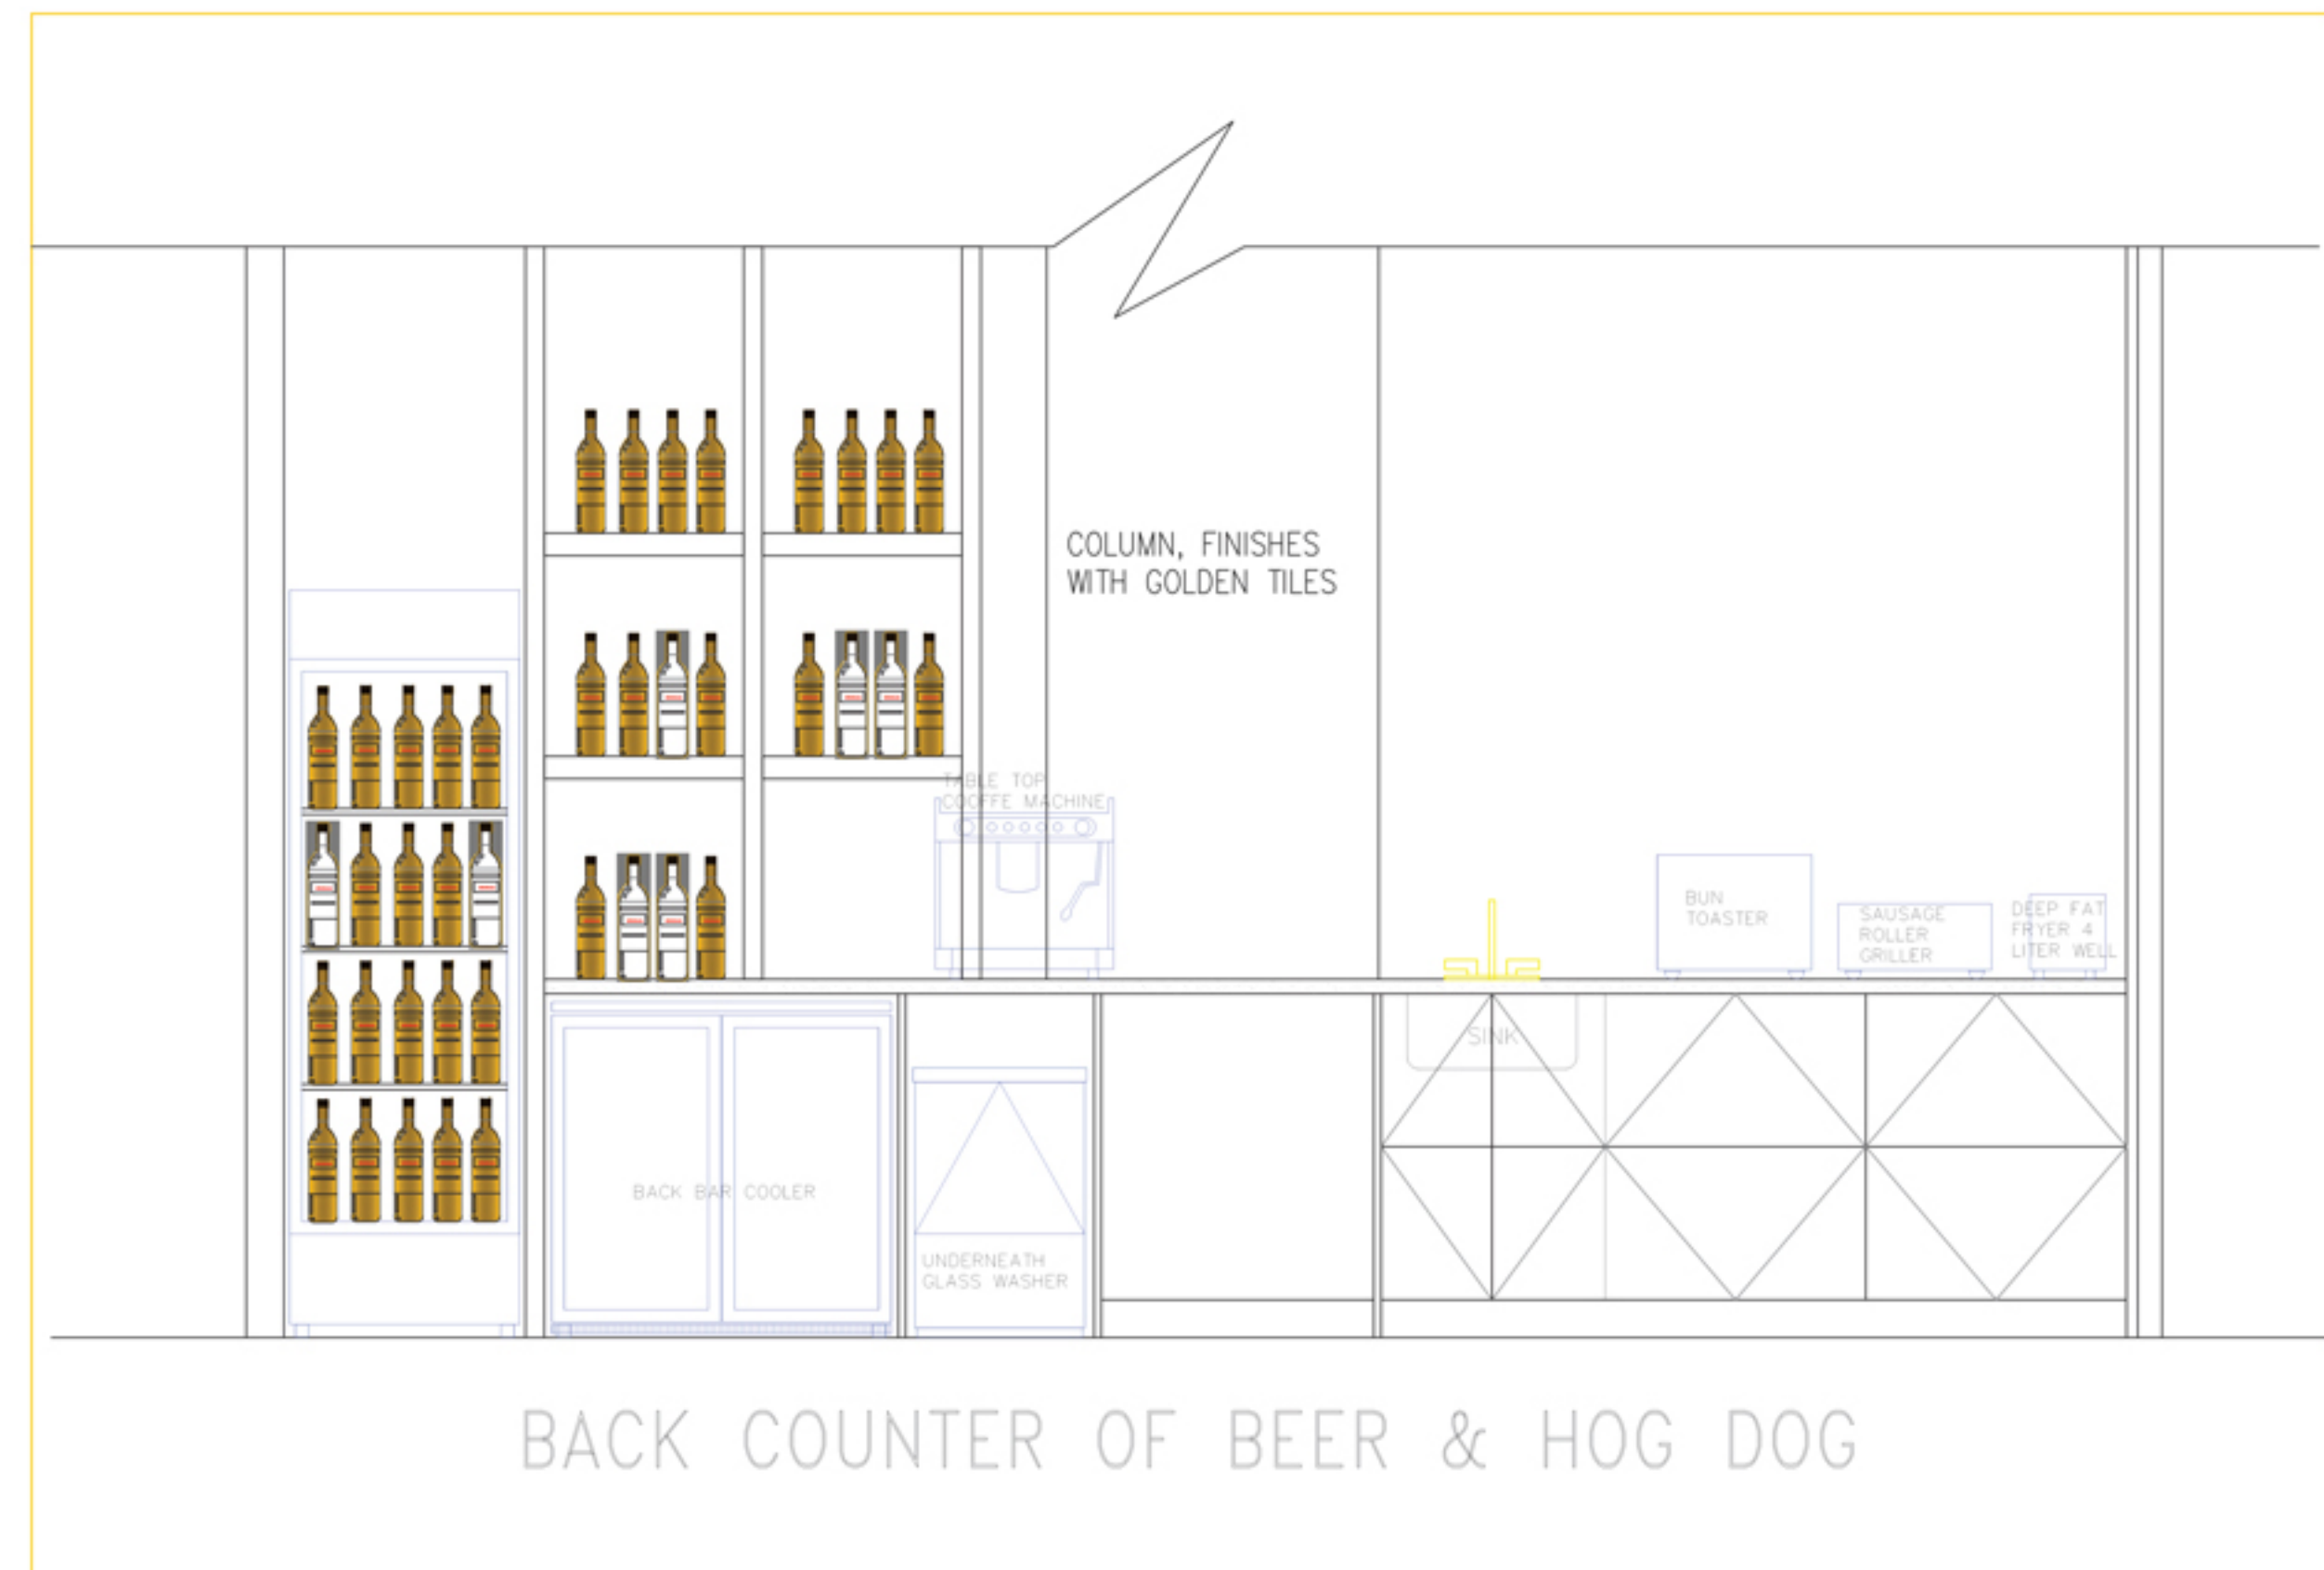 COLUMN, FINISHES
WITH GOLDEN TILES
TABLE TOP
COOFFE MACHINE
BUN
TOASTER
SAUSAGE
ROLLER
GRILLER
DEEP FAT
FRYER 4
LITER WELL
SINK
BACK BAR COOLER
UNDERNEATH
GLASS WASHER
BACK COUNTER OF BEER & HOG DOG